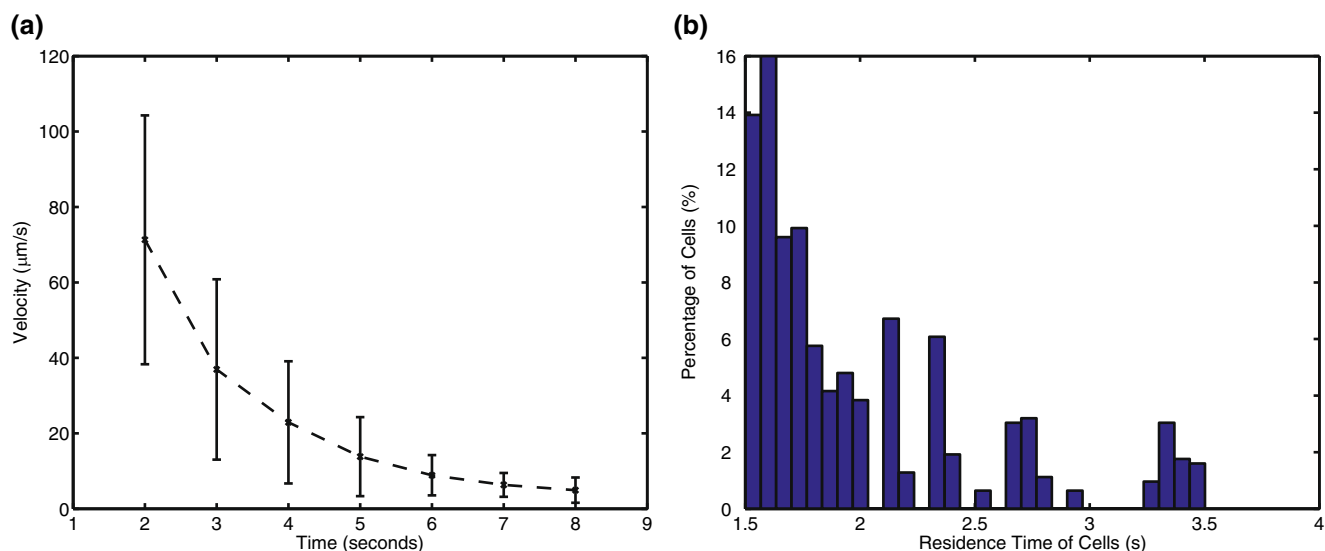 (a)
120
100
80
60
40
20
0
Velocity (μm/s)
1 2 3 4 5 6 7 8 9
Time (seconds)
(b)
16
14
12
10
8
6
4
2
0
Percentage of Cells (%)
1.5 2 2.5 3 3.5 4
Residence Time of Cells (s)